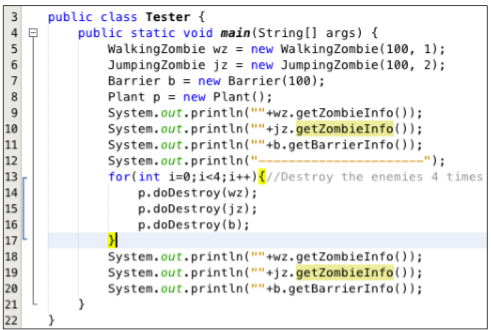 3 public class Tester {
4 public static void main(String[] args) {
5 WalkingZombie wz = new WalkingZombie(100, 1);
6 JumpingZombie jz = new JumpingZombie(100, 2);
7 Barrier b = new Barrier(100);
8 Plant p = new Plant();
9 System.out.println(""+wz.getZombieInfo());
10 System.out.println(""+jz.getZombieInfo());
11 System.out.println(""+b.getBarrierInfo());
12 System.out.println("----------------------");
13 for(int i=0;i<4;i++){//Destroy the enemies 4 times
14 p.doDestroy(wz);
15 p.doDestroy(jz);
16 p.doDestroy(b);
17 }
18 System.out.println(""+wz.getZombieInfo());
19 System.out.println(""+jz.getZombieInfo());
20 System.out.println(""+b.getBarrierInfo());
21 }
22 }